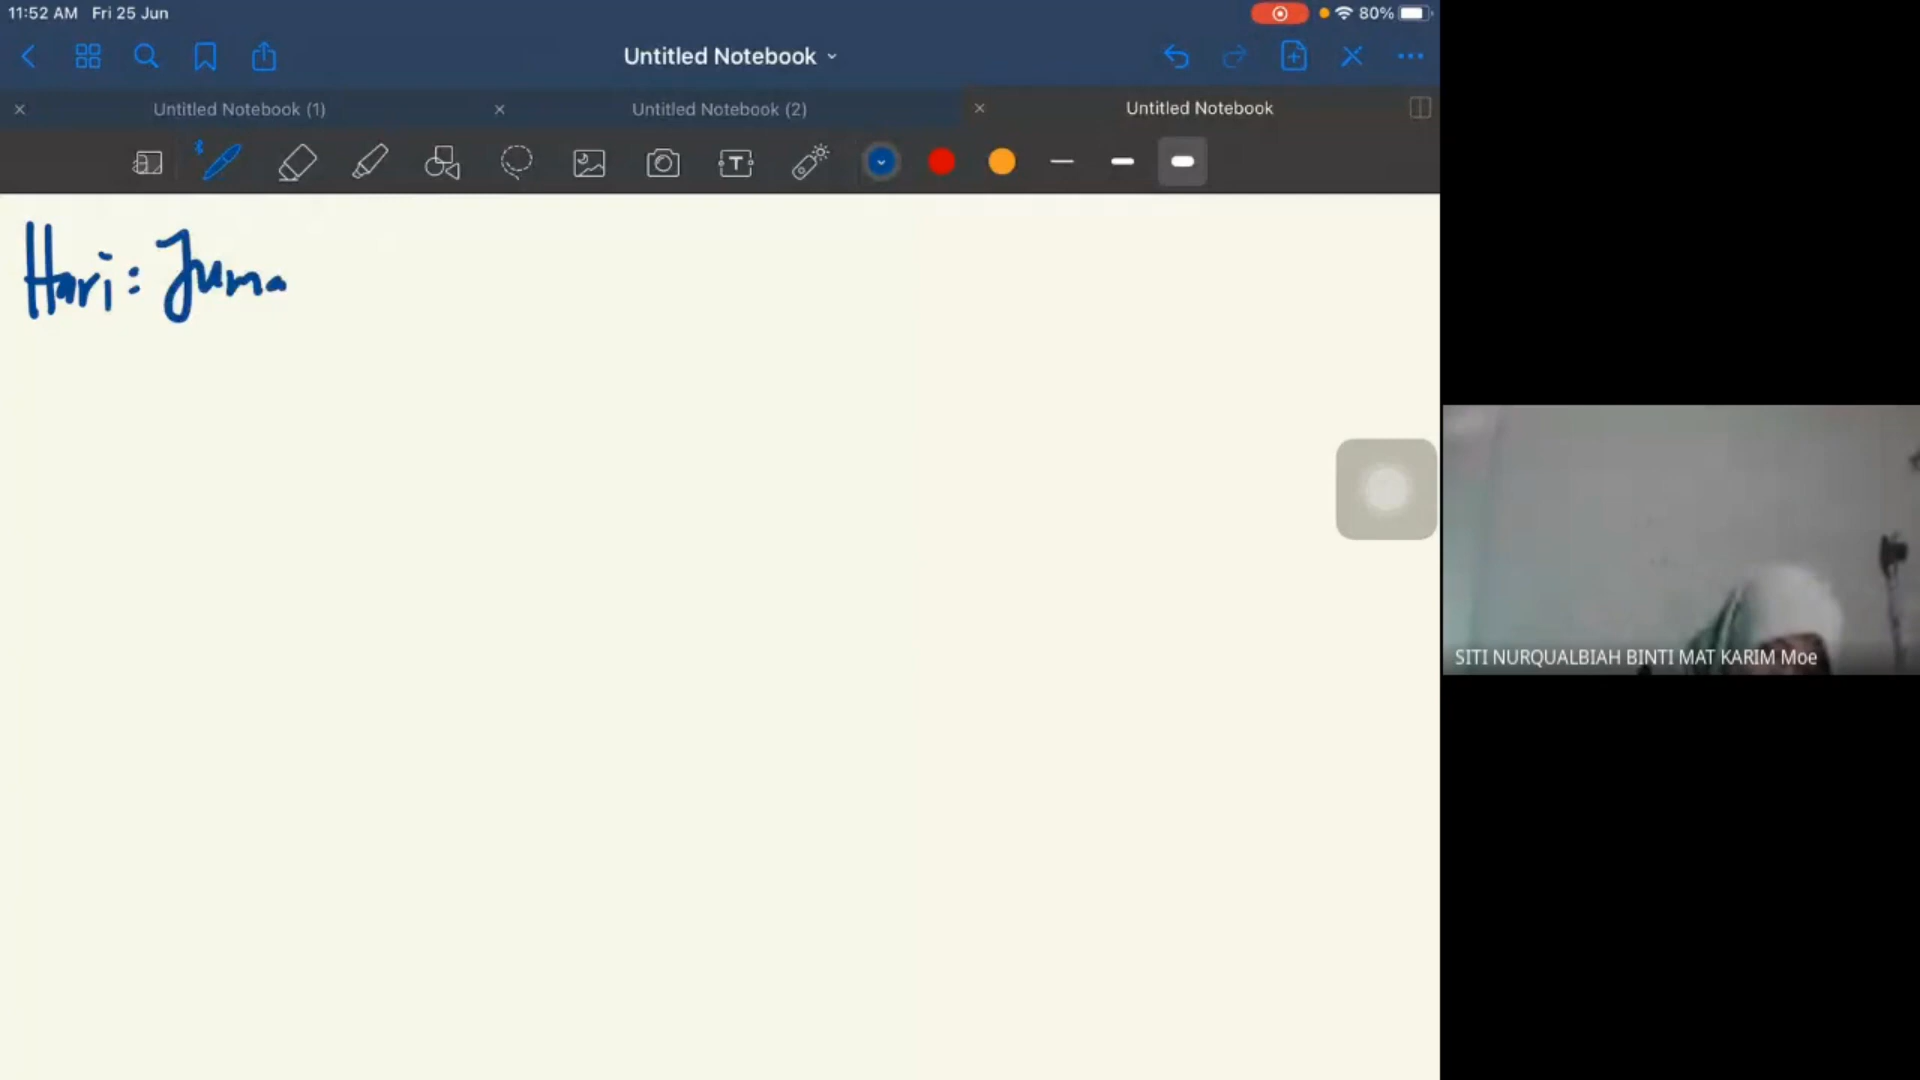 11:52 AM Fri 25 Jun
80%
Untitled Notebook
Untitled Notebook (1)
Untitled Notebook (2)
Untitled Notebook
T
Hari: Juma
SITI NURQUALBIAH BINTI MAT KARIM Moe